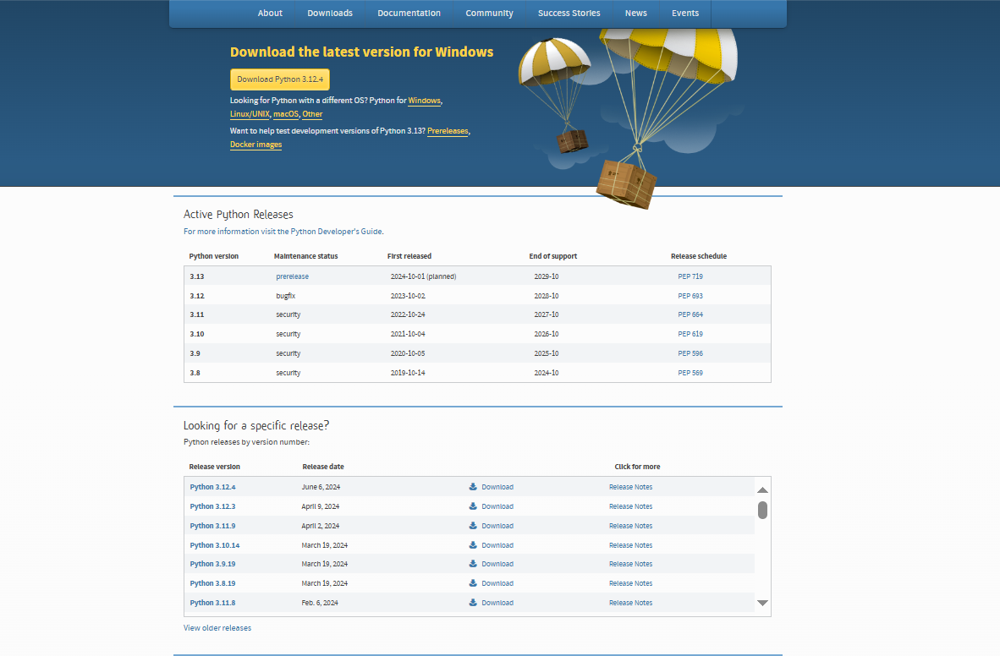 About Downloads Documentation Community Success Stories News Events
Download the latest version for Windows
Download Python 3.12.4
Looking for Python with a different OS? Python for Windows,
Linux/UNIX, macOS, Other
Want to help test development versions of Python 3.13? Prereleases,
Docker images
Active Python Releases
For more information visit the Python Developer's Guide.
Python version Maintenance status First released End of support Release schedule
3.13 prerelease 2024-10-01 (planned) 2029-10 PEP 719
3.12 bugfix 2023-10-02 2028-10 PEP 693
3.11 security 2022-10-24 2027-10 PEP 664
3.10 security 2021-10-04 2026-10 PEP 619
3.9 security 2020-10-05 2025-10 PEP 596
3.8 security 2019-10-14 2024-10 PEP 569
Looking for a specific release?
Python releases by version number:
Release version Release date Click for more
Python 3.12.4 June 6, 2024 Download Release Notes
Python 3.12.3 April 9, 2024 Download Release Notes
Python 3.11.9 April 2, 2024 Download Release Notes
Python 3.10.14 March 19, 2024 Download Release Notes
Python 3.9.19 March 19, 2024 Download Release Notes
Python 3.8.19 March 19, 2024 Download Release Notes
Python 3.11.8 Feb. 6, 2024 Download Release Notes
View older releases